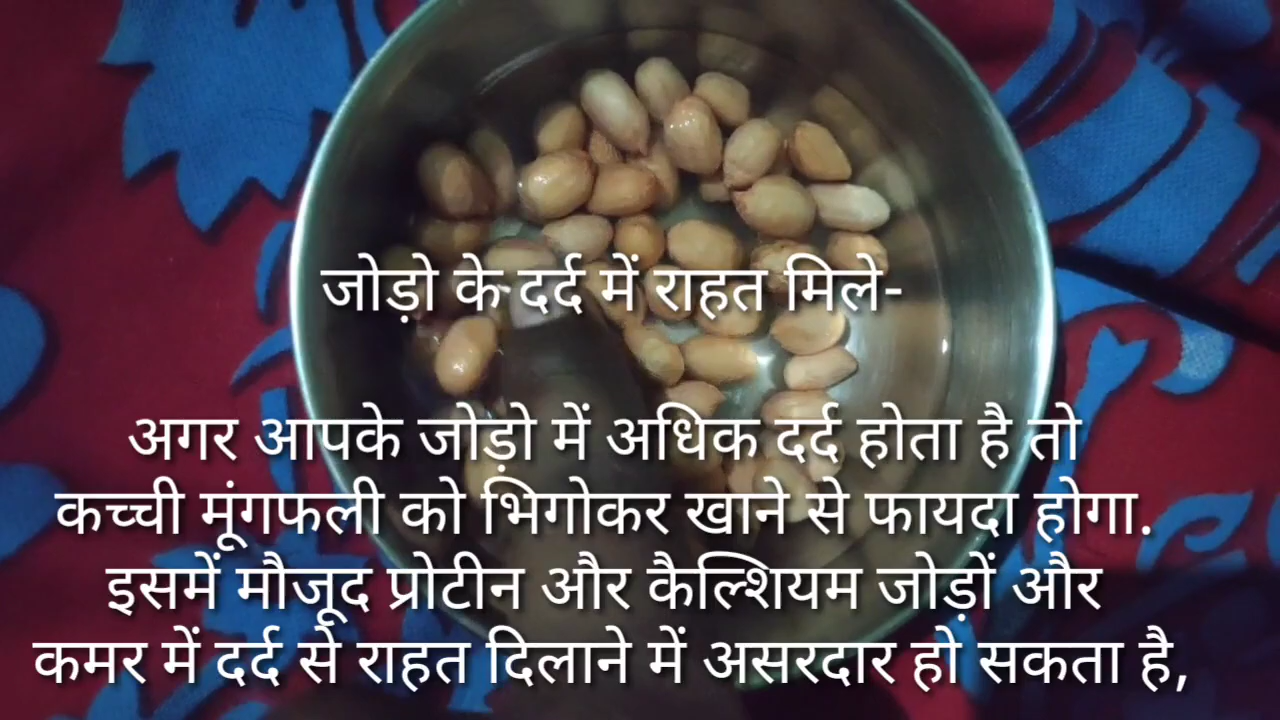 जोड़ो के दर्द में राहत मिले-
अगर आपके जोड़ो में अधिक दर्द होता है तो
कच्ची मूंगफली को भिगोकर खाने से फायदा होगा.
इसमें मौजूद प्रोटीन और कैल्शियम जोड़ों और
कमर में दर्द से राहत दिलाने में असरदार हो सकता है,